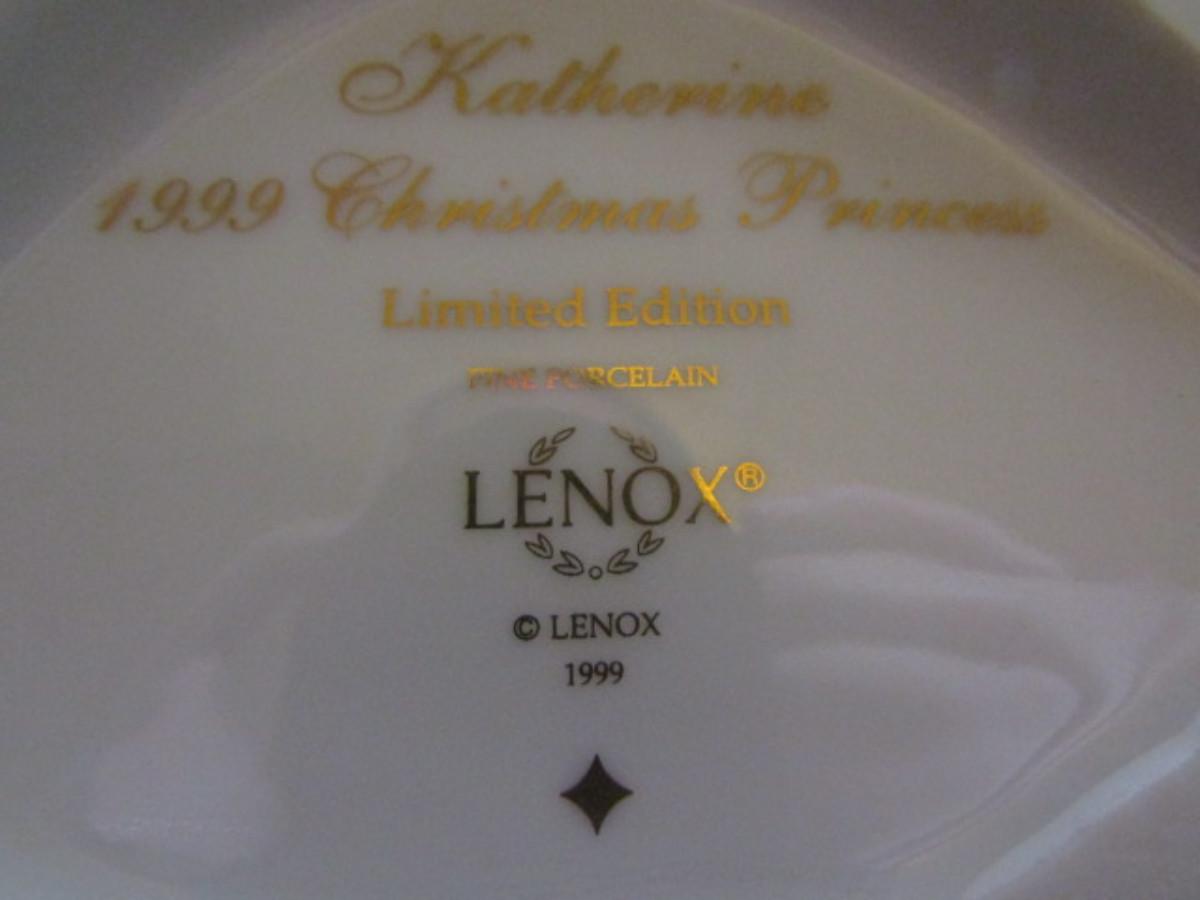 Katherine
1999 Christmas Princess
Limited Edition
FINE PORCELAIN
LENOX®
© LENOX
1999